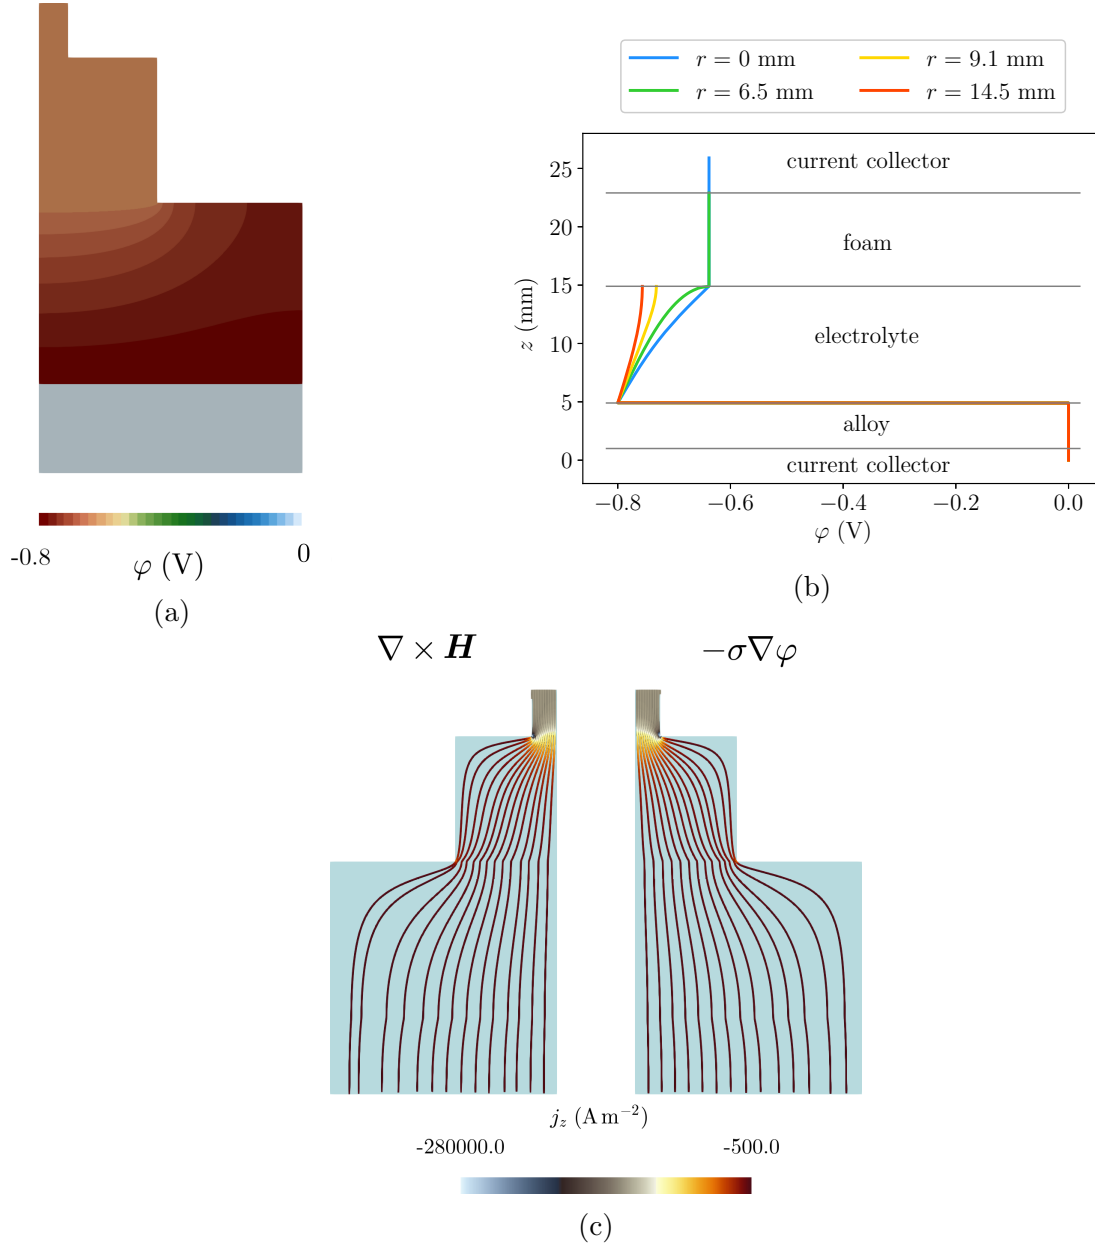 -0.8
0
φ (V)
(a)
r = 0 mm
r = 9.1 mm
r = 6.5 mm
r = 14.5 mm
current collector
foam
electrolyte
alloy
current collector
25
20
15
10
5
0
z (mm)
−0.8
−0.6
−0.4
−0.2
0.0
φ (V)
(b)
∇ × H
−σ∇φ
j_z (A m⁻²)
-280000.0
-500.0
(c)